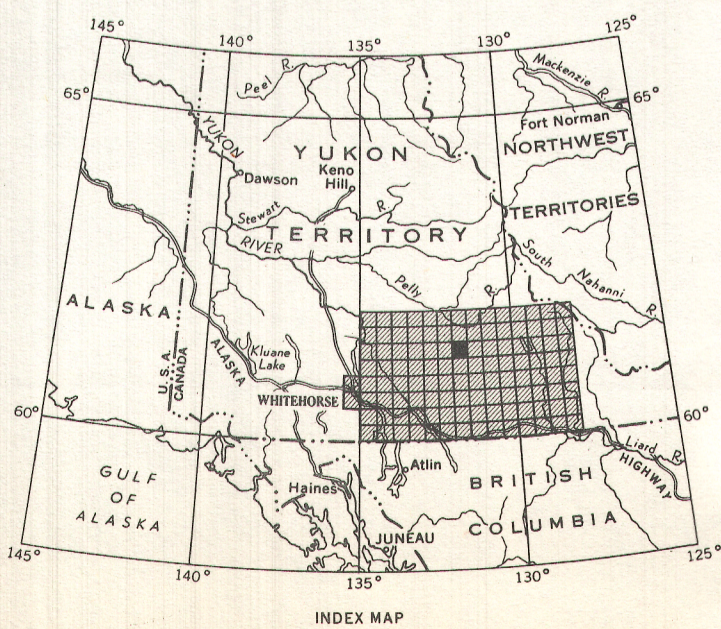 145°
140°
135°
130°
125°
Mackenzie R.
Peel R.
65°
65°
Fort Norman
YUKON
YUKON
NORTHWEST
Keno
Hill
Dawson
TERRITORIES
Stewart R.
TERRITORY
RIVER
South Nahanni R.
Pelly R.
ALASKA
ALASKA
Kluane
Lake
U.S.A.
CANADA
WHITEHORSE
60°
60°
Liard R.
HIGHWAY
Atlin
BRITISH
GULF
OF
ALASKA
Haines
COLUMBIA
JUNEAU
145°
140°
135°
130°
125°
INDEX MAP